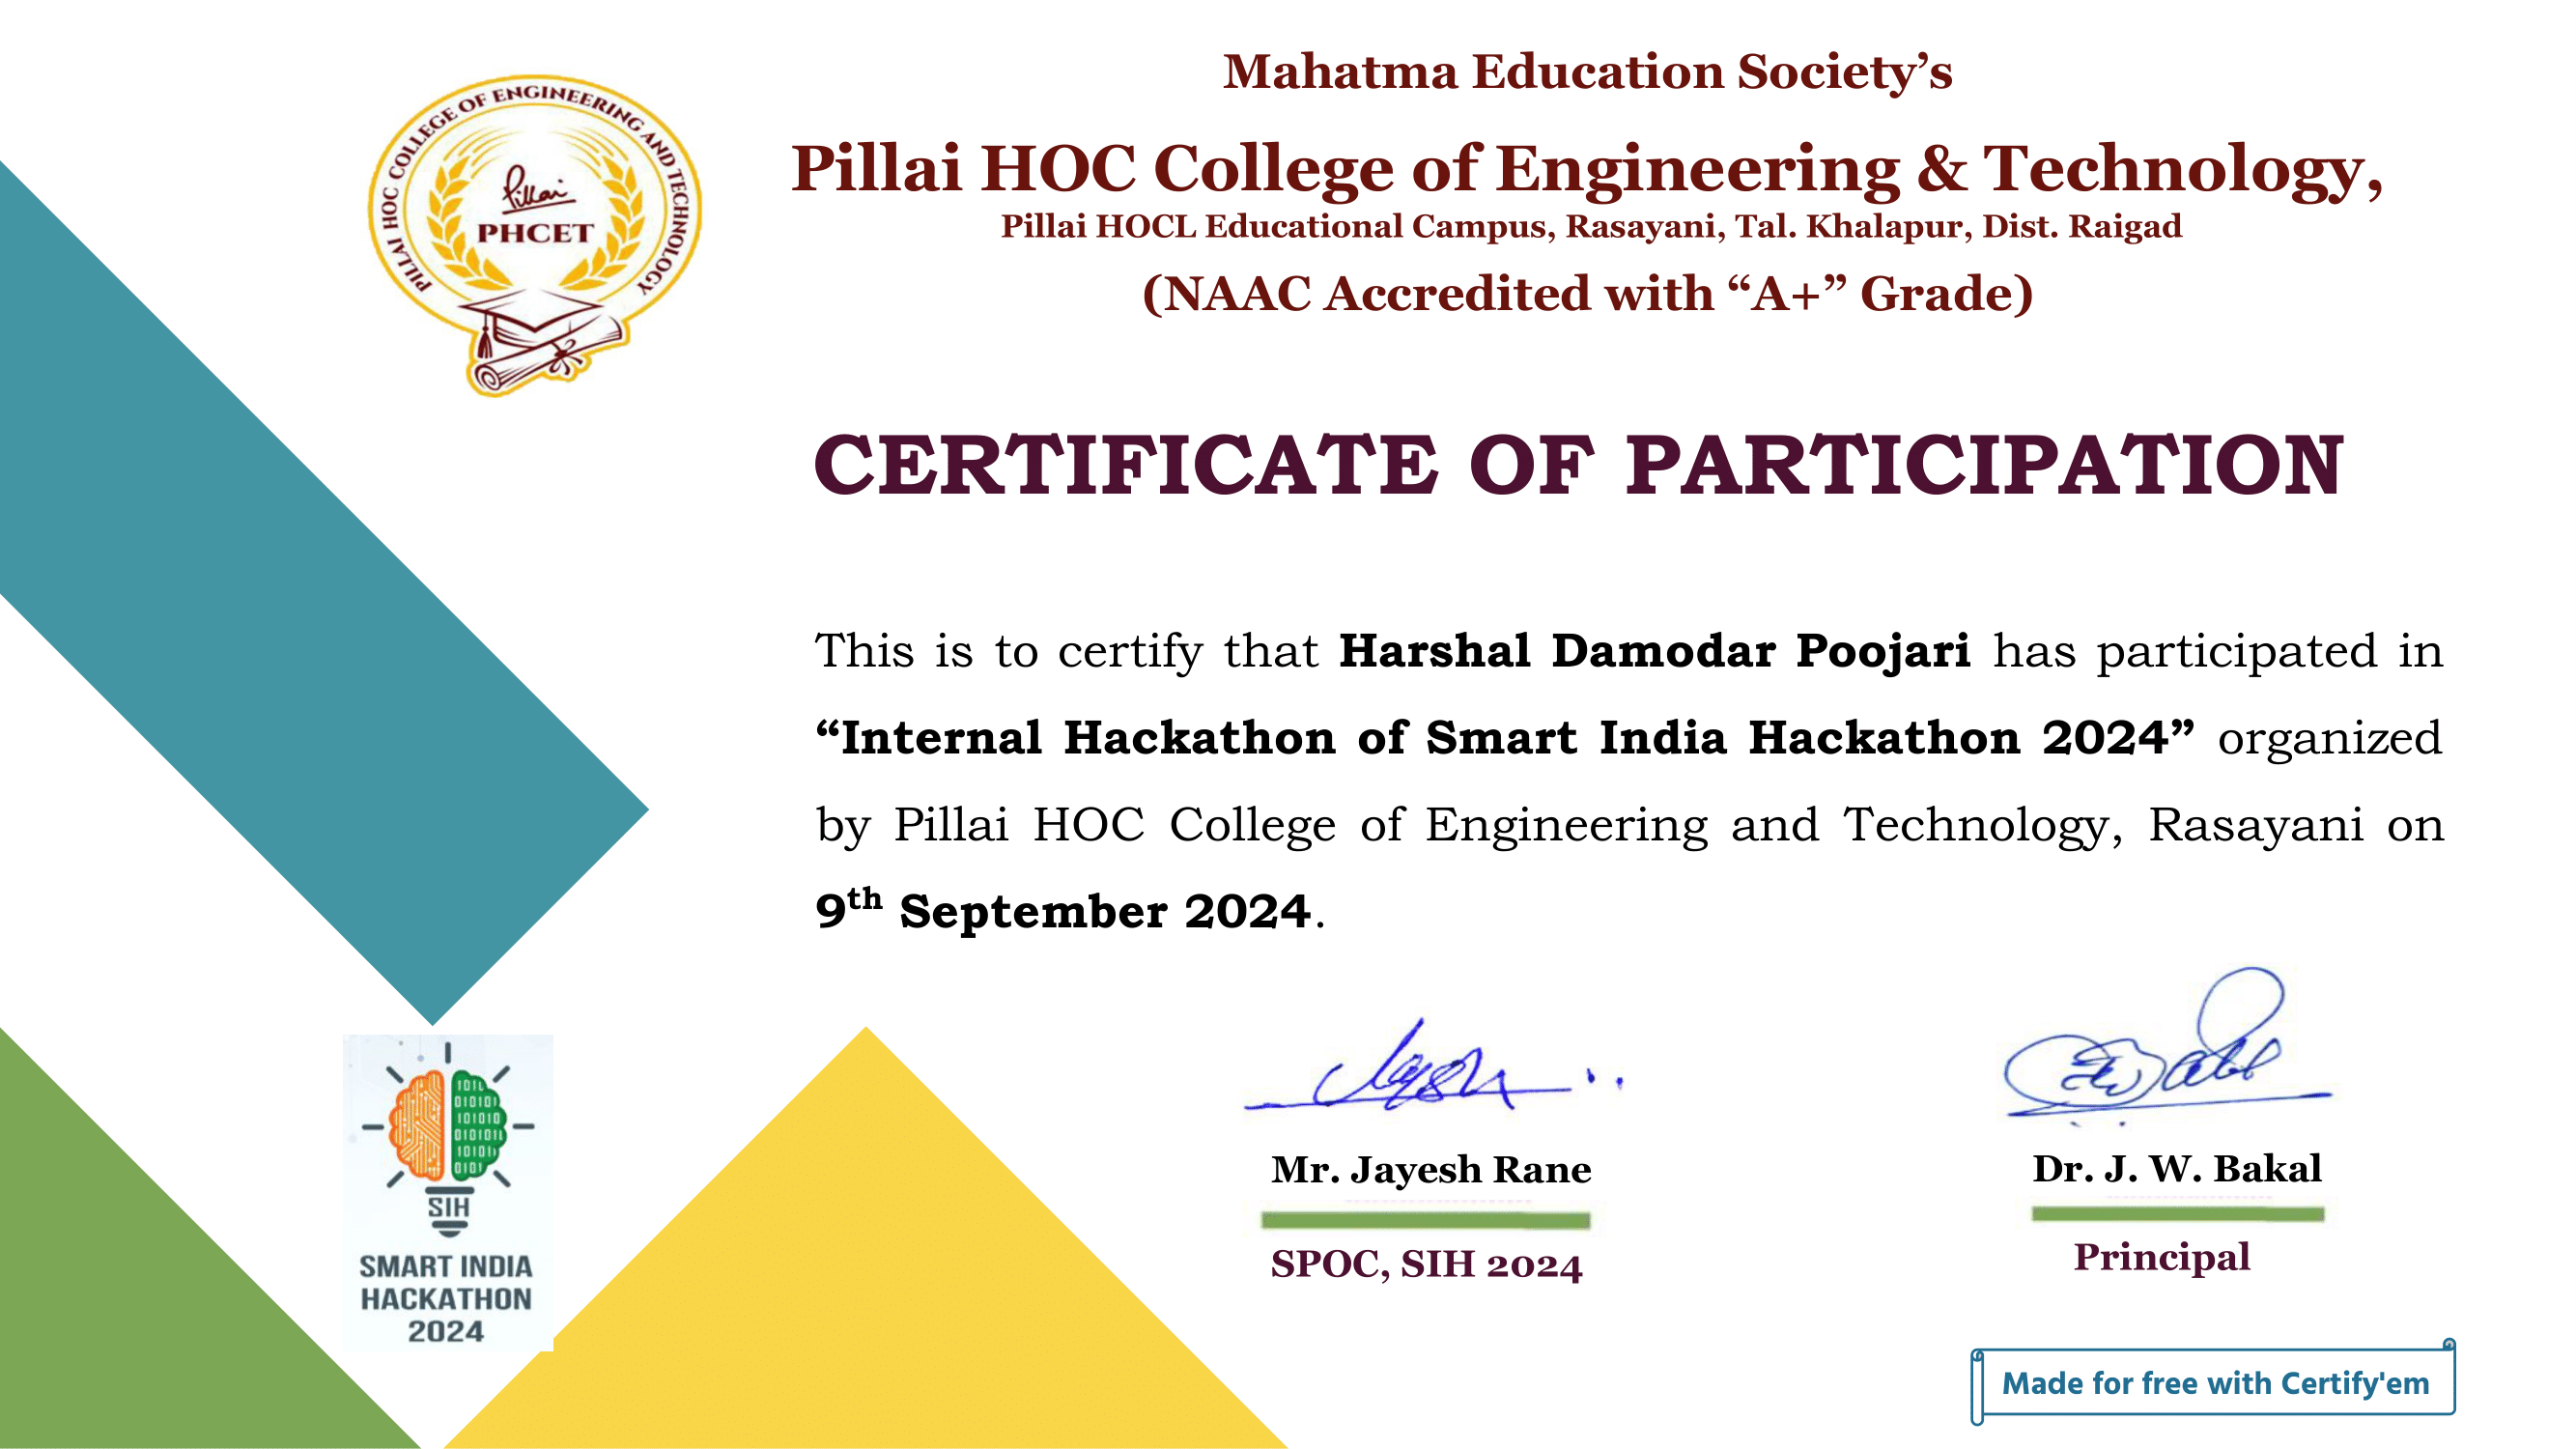 PILLAI HOC COLLEGE OF ENGINEERING AND TECHNOLOGY
Pillai
PHCET
Mahatma Education Society’s
Pillai HOC College of Engineering & Technology,
Pillai HOCL Educational Campus, Rasayani, Tal. Khalapur, Dist. Raigad
(NAAC Accredited with “A+” Grade)
CERTIFICATE OF PARTICIPATION
This is to certify that Harshal Damodar Poojari has participated in
“Internal Hackathon of Smart India Hackathon 2024” organized
by Pillai HOC College of Engineering and Technology, Rasayani on
9th September 2024.
Mr. Jayesh Rane
SPOC, SIH 2024
Dr. J. W. Bakal
Principal
SIH
SMART INDIA
HACKATHON
2024
Made for free with Certify'em